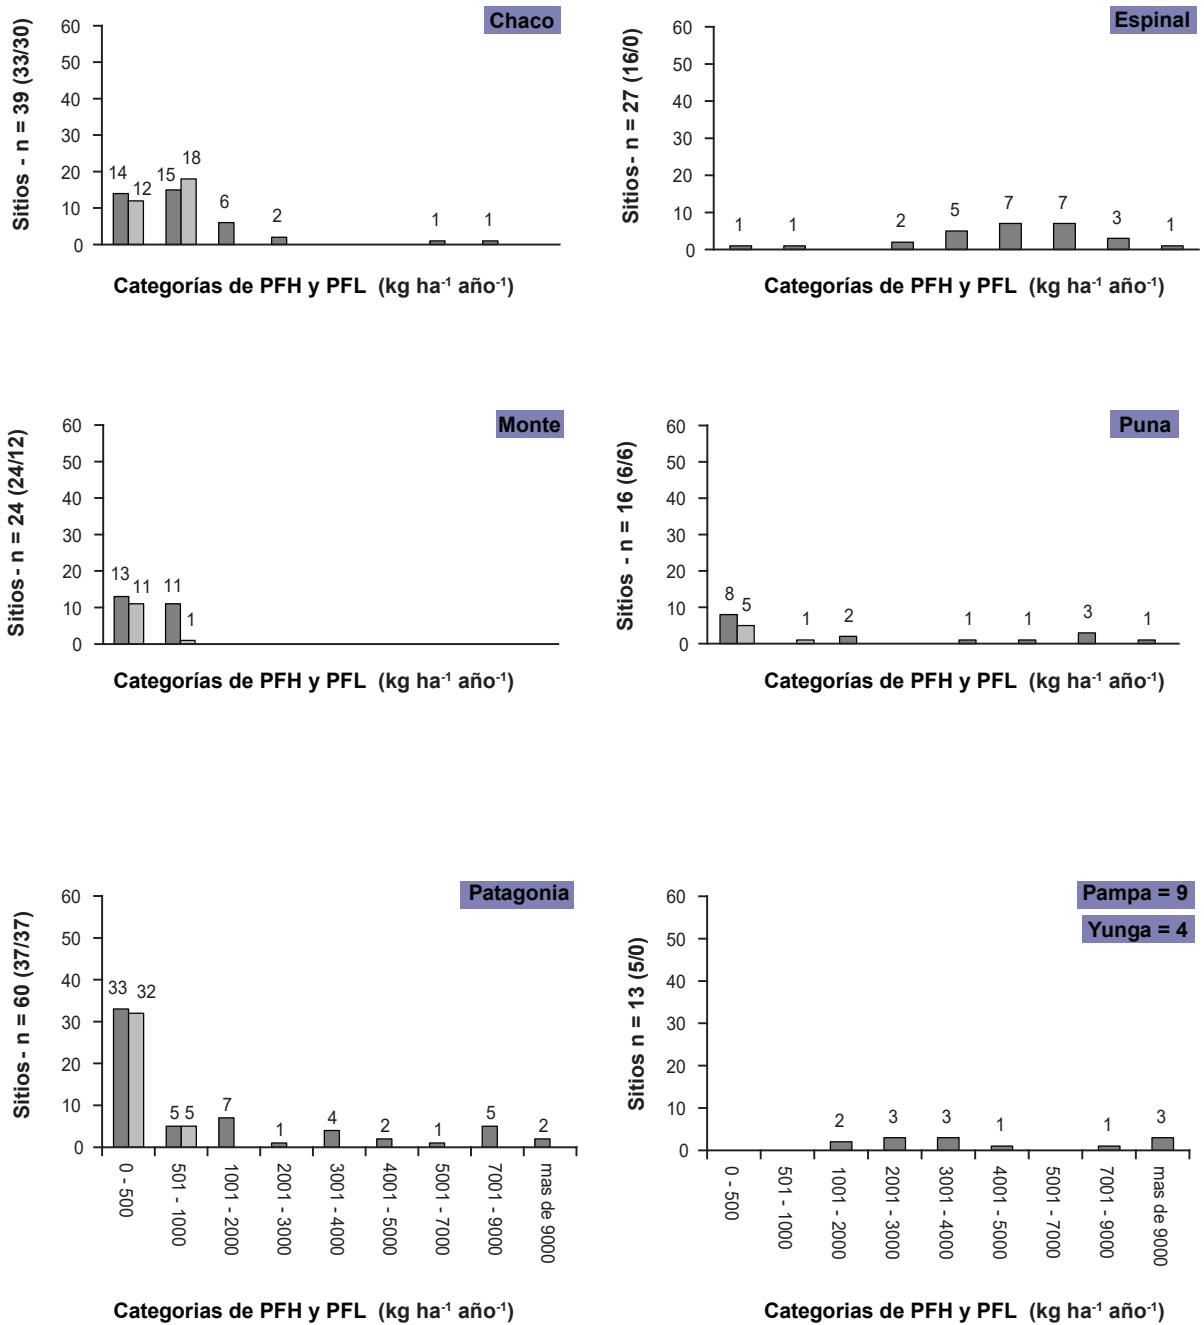 Chaco
Sitios - n = 39 (33/30)
60
50
40
30
20
10
0
14
12
15
18
6
2
1
1
Categorías de PFH y PFL (kg ha⁻¹ año⁻¹)
Espinal
Sitios - n = 27 (16/0)
60
50
40
30
20
10
0
1
1
2
5
7
7
3
1
Categorías de PFH y PFL (kg ha⁻¹ año⁻¹)
Monte
Sitios - n = 24 (24/12)
60
50
40
30
20
10
0
13
11
11
1
Categorías de PFH y PFL (kg ha⁻¹ año⁻¹)
Puna
Sitios - n = 16 (6/6)
60
50
40
30
20
10
0
8
5
1
2
1
1
3
1
Categorías de PFH y PFL (kg ha⁻¹ año⁻¹)
Patagonia
Sitios - n = 60 (37/37)
60
50
40
30
20
10
0
33
32
5
5
7
1
4
2
1
5
2
0 - 500
501 - 1000
1001 - 2000
2001 - 3000
3001 - 4000
4001 - 5000
5001 - 7000
7001 - 9000
mas de 9000
Categorias de PFH y PFL (kg ha⁻¹ año⁻¹)
Pampa = 9
Yunga = 4
Sitios n = 13 (5/0)
60
50
40
30
20
10
0
2
3
3
1
1
3
0 - 500
501 - 1000
1001 - 2000
2001 - 3000
3001 - 4000
4001 - 5000
5001 - 7000
7001 - 9000
mas de 9000
Categorias de PFH y PFL (kg ha⁻¹ año⁻¹)